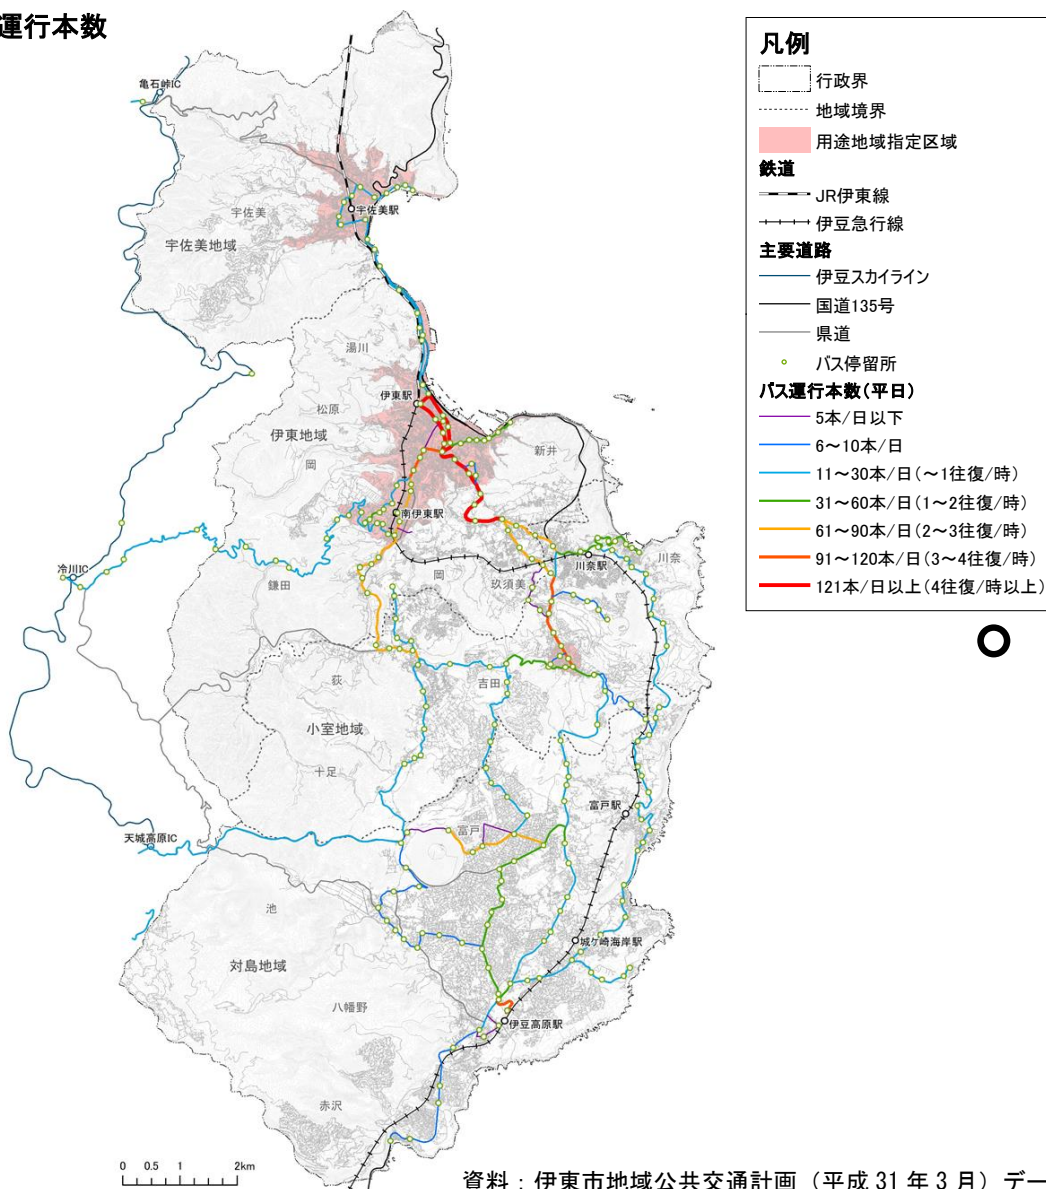 運行本数
凡例
行政界
地域境界
用途地域指定区域
鉄道
JR伊東線
伊豆急行線
主要道路
伊豆スカイライン
国道135号
県道
バス停留所
バス運行本数(平日)
5本/日以下
6～10本/日
11～30本/日(～1往復/時)
31～60本/日(1～2往復/時)
61～90本/日(2～3往復/時)
91～120本/日(3～4往復/時)
121本/日以上(4往復/時以上)
亀石峠IC
宇佐美
宇佐美駅
宇佐美地域
湯川
伊東駅
松原
伊東地域
岡
新井
南伊東駅
冷川IC
鎌田
岡
玖須美
川奈駅
川奈
荻
吉田
小室地域
十足
富戸駅
富戸
天城高原IC
池
城ケ崎海岸駅
対島地域
八幡野
伊豆高原駅
赤沢
0 0.5 1 2km
資料：伊東市地域公共交通計画（平成 31 年 3 月）デー